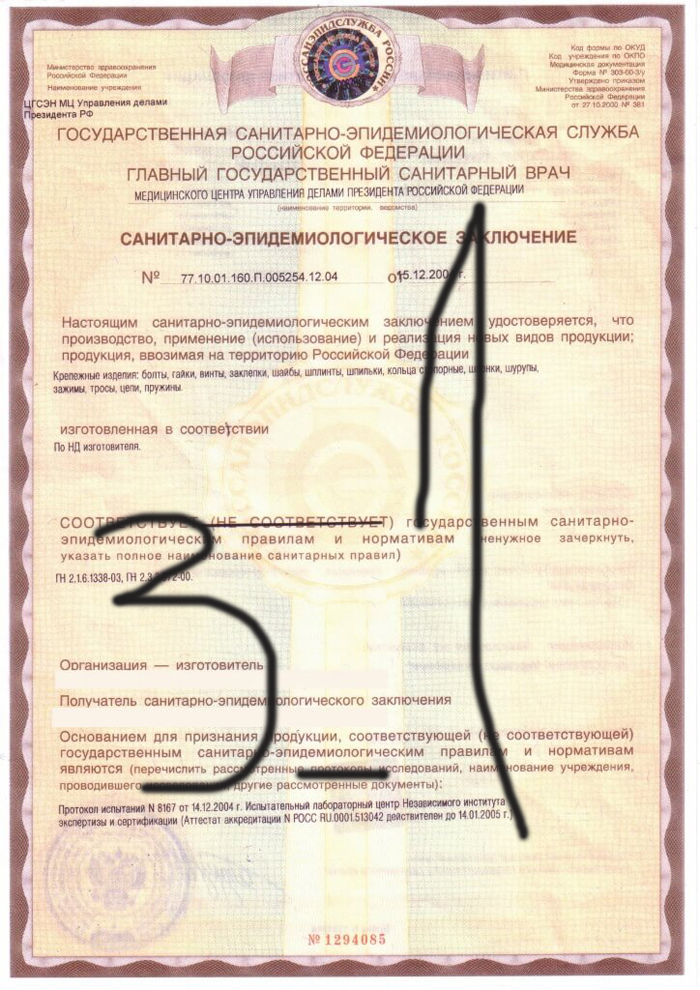 ГОССАНЭПИДСЛУЖБА РОССИИ
Министерство здравоохранения
Российской Федерации
Наименование учреждения
ЦГСЭН МЦ Управления делами
Президента РФ
Код формы по ОКУД
Код учреждения по ОКПО
Медицинская документация
Форма № 303-00-3/у
Утверждено приказом
Министерства здравоохранения
Российской Федерации
от 27.10.2000 № 381
ГОСУДАРСТВЕННАЯ САНИТАРНО-ЭПИДЕМИОЛОГИЧЕСКАЯ СЛУЖБА
РОССИЙСКОЙ ФЕДЕРАЦИИ
ГЛАВНЫЙ ГОСУДАРСТВЕННЫЙ САНИТАРНЫЙ ВРАЧ
МЕДИЦИНСКОГО ЦЕНТРА УПРАВЛЕНИЯ ДЕЛАМИ ПРЕЗИДЕНТА РОССИЙСКОЙ ФЕДЕРАЦИИ
(наименование территории, ведомства)
САНИТАРНО-ЭПИДЕМИОЛОГИЧЕСКОЕ ЗАКЛЮЧЕНИЕ
№ 77.10.01.160.П.005254.12.04 от 15.12.2004 г.
Настоящим санитарно-эпидемиологическим заключением удостоверяется, что
производство, применение (использование) и реализация новых видов продукции;
продукция, ввозимая на территорию Российской Федерации
Крепежные изделия: болты, гайки, винты, заклепки, шайбы, шплинты, шпильки, кольца стопорные, шурупы,
зажимы, тросы, цепи, пружины.
изготовленная в соответствии
По НД изготовителя.
СООТВЕТСТВУЕТ (НЕ СООТВЕТСТВУЕТ) государственным санитарно-
эпидемиологическим правилам и нормативам (ненужное зачеркнуть,
указать полное наименование санитарных правил)
ГН 2.1.6.1338-03, ГН
Организация — изготовитель
Получатель санитарно-эпидемиологического заключения
Основанием для признания продукции, соответствующей (не соответствующей)
государственным санитарно-эпидемиологическим правилам и нормативам
являются (перечислить рассмотренные протоколы исследований, наименование учреждения,
проводившего исследования, другие рассмотренные документы):
Протокол испытаний N 8167 от 14.12.2004 г. Испытательный лабораторный центр Независимого института
экспертизы и сертификации (Аттестат аккредитации N РОСС RU.0001.513042 действителен до 14.01.2005 г.)
3-1
№ 1294085